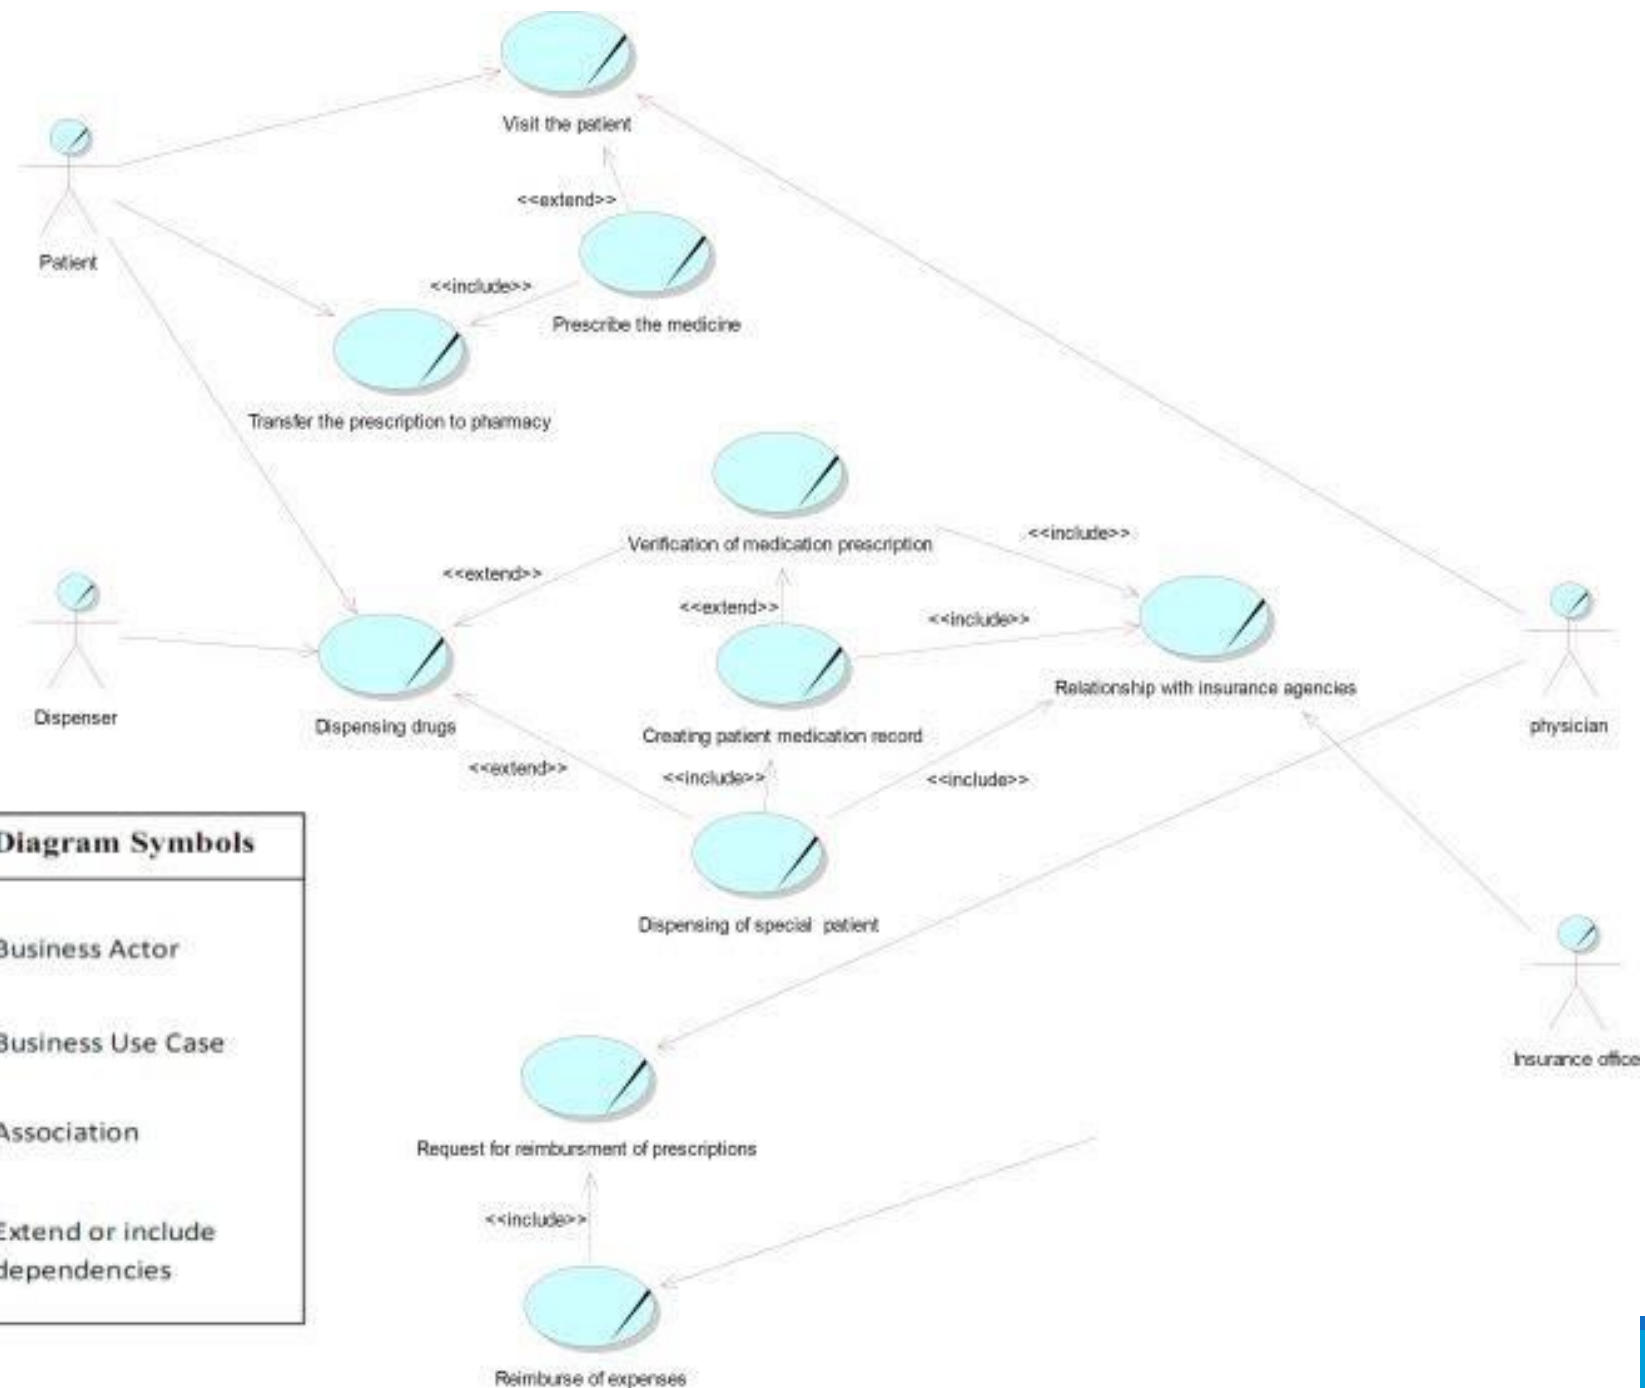 Visit the patient
<<extend>>
Patient
<<include>>
Prescribe the medicine
Transfer the prescription to pharmacy
Verification of medication prescription
<<include>>
<<extend>>
<<extend>>
<<include>>
Relationship with insurance agencies
Dispenser
Dispensing drugs
physician
Creating patient medication record
<<extend>>
<<include>>
<<include>>
Diagram Symbols
Dispensing of special patient
Business Actor
Business Use Case
Insurance office
Association
Request for reimbursment of prescriptions
<<include>>
Extend or include
dependencies
Reimburse of expenses